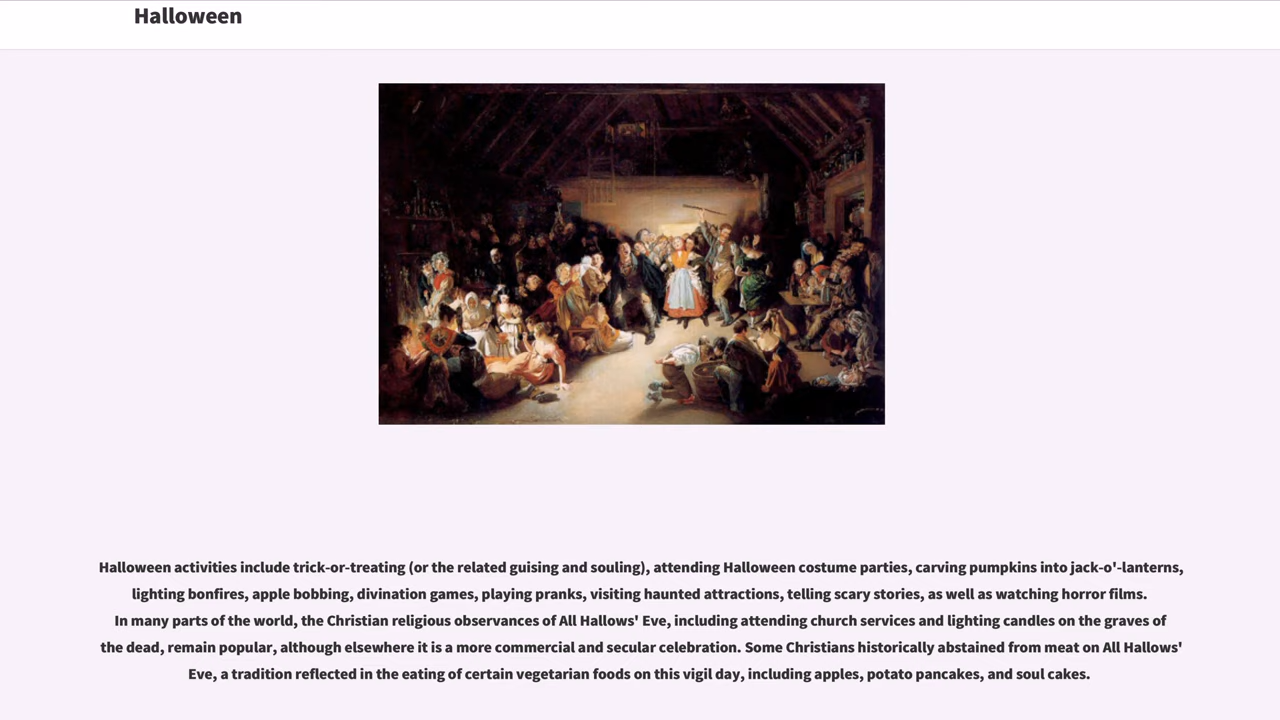 Halloween
Halloween activities include trick-or-treating (or the related guising and souling), attending Halloween costume parties, carving pumpkins into jack-o'-lanterns,
lighting bonfires, apple bobbing, divination games, playing pranks, visiting haunted attractions, telling scary stories, as well as watching horror films.
In many parts of the world, the Christian religious observances of All Hallows' Eve, including attending church services and lighting candles on the graves of
the dead, remain popular, although elsewhere it is a more commercial and secular celebration. Some Christians historically abstained from meat on All Hallows'
Eve, a tradition reflected in the eating of certain vegetarian foods on this vigil day, including apples, potato pancakes, and soul cakes.